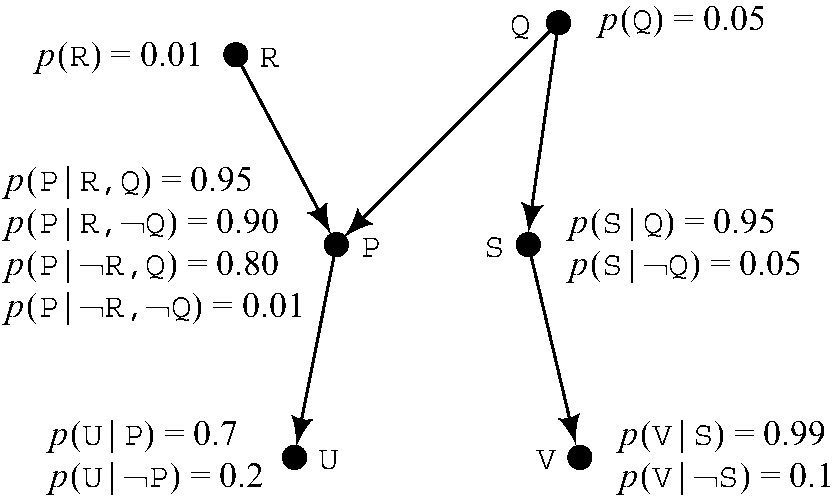 Q p(Q) = 0.05
p(R) = 0.01 R
p(P|R,Q) = 0.95
p(P|R,¬Q) = 0.90
p(P|¬R,Q) = 0.80
p(P|¬R,¬Q) = 0.01
P
S
p(S|Q) = 0.95
p(S|¬Q) = 0.05
p(U|P) = 0.7
p(U|¬P) = 0.2
U
V
p(V|S) = 0.99
p(V|¬S) = 0.1